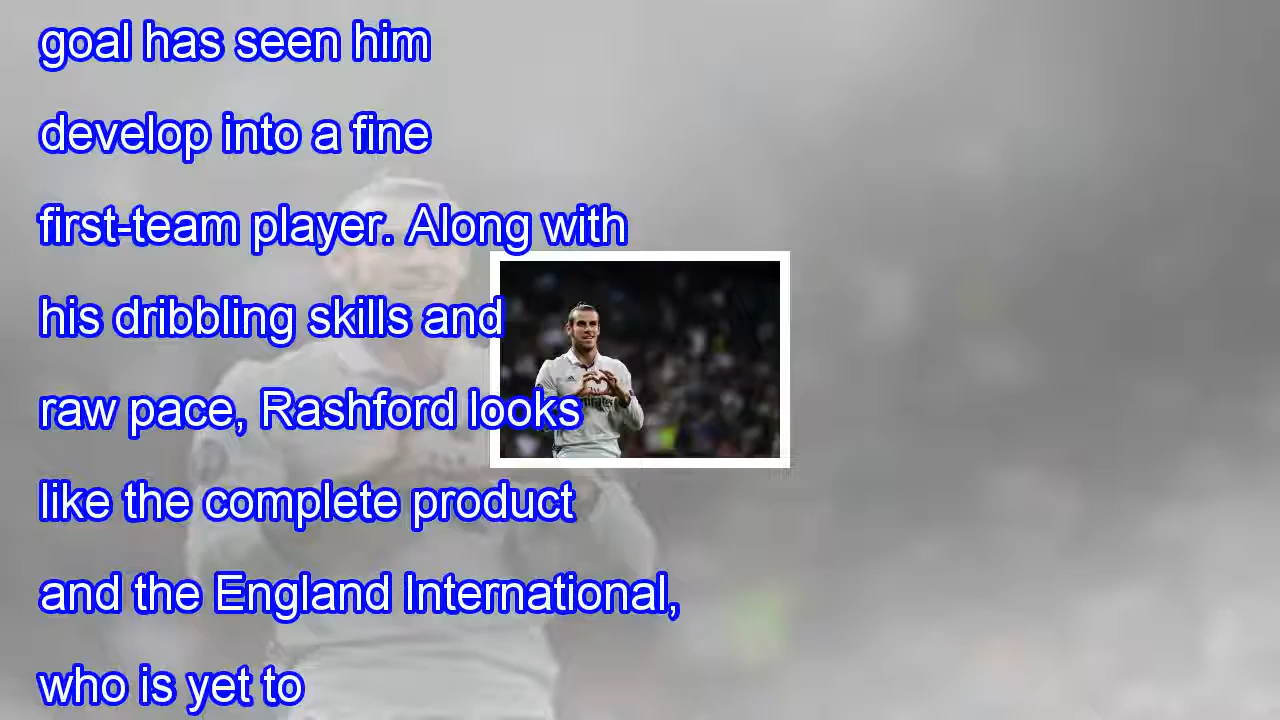 goal has seen him
develop into a fine
first-team player. Along with
his dribbling skills and
raw pace, Rashford looks
like the complete product
and the England International,
who is yet to